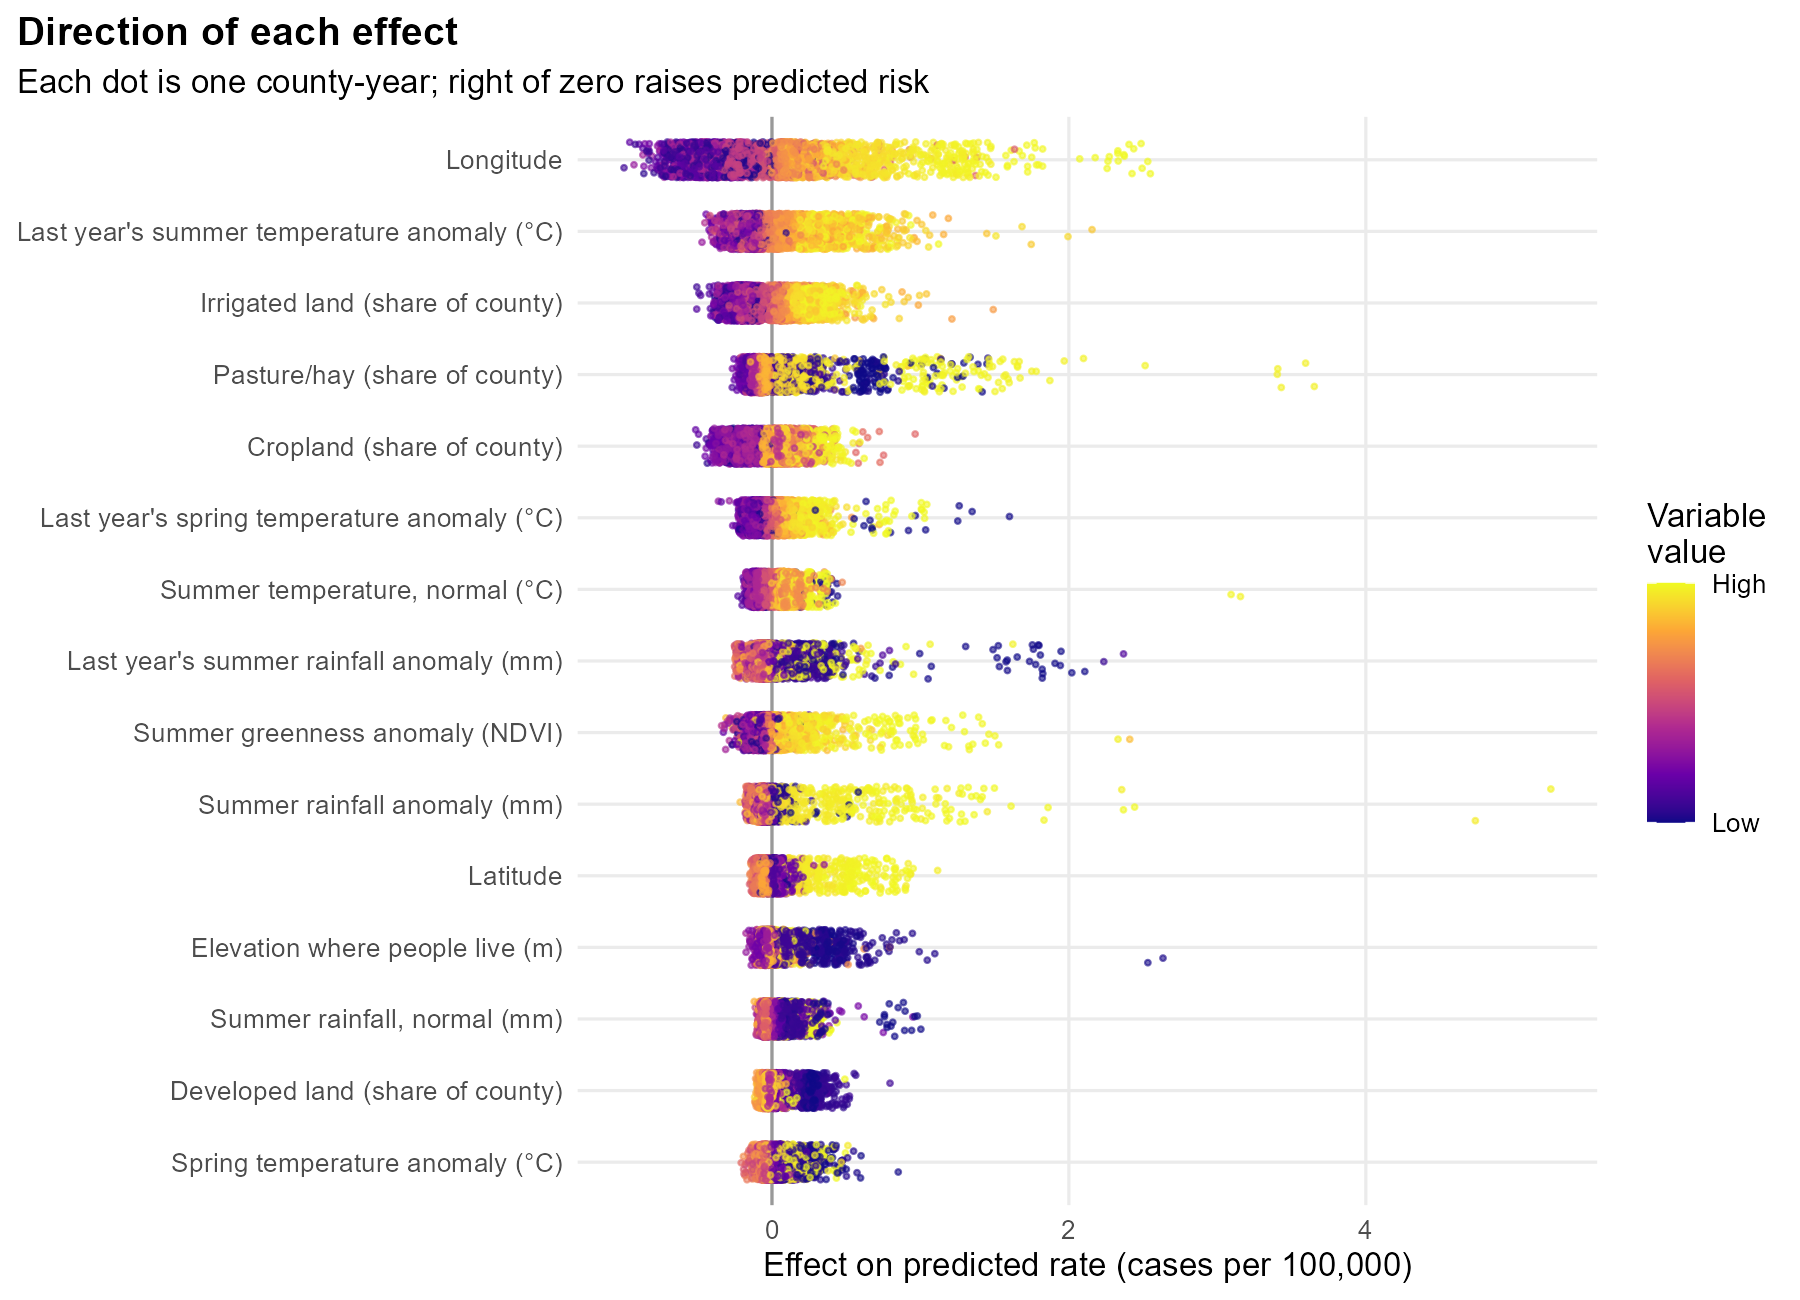 Direction of each effect
Each dot is one county-year; right of zero raises predicted risk
Longitude
Last year's summer temperature anomaly (°C)
Irrigated land (share of county)
Pasture/hay (share of county)
Cropland (share of county)
Last year's spring temperature anomaly (°C)
Summer temperature, normal (°C)
Last year's summer rainfall anomaly (mm)
Summer greenness anomaly (NDVI)
Summer rainfall anomaly (mm)
Latitude
Elevation where people live (m)
Summer rainfall, normal (mm)
Developed land (share of county)
Spring temperature anomaly (°C)
0 2 4
Effect on predicted rate (cases per 100,000)
Variable
value
High
Low